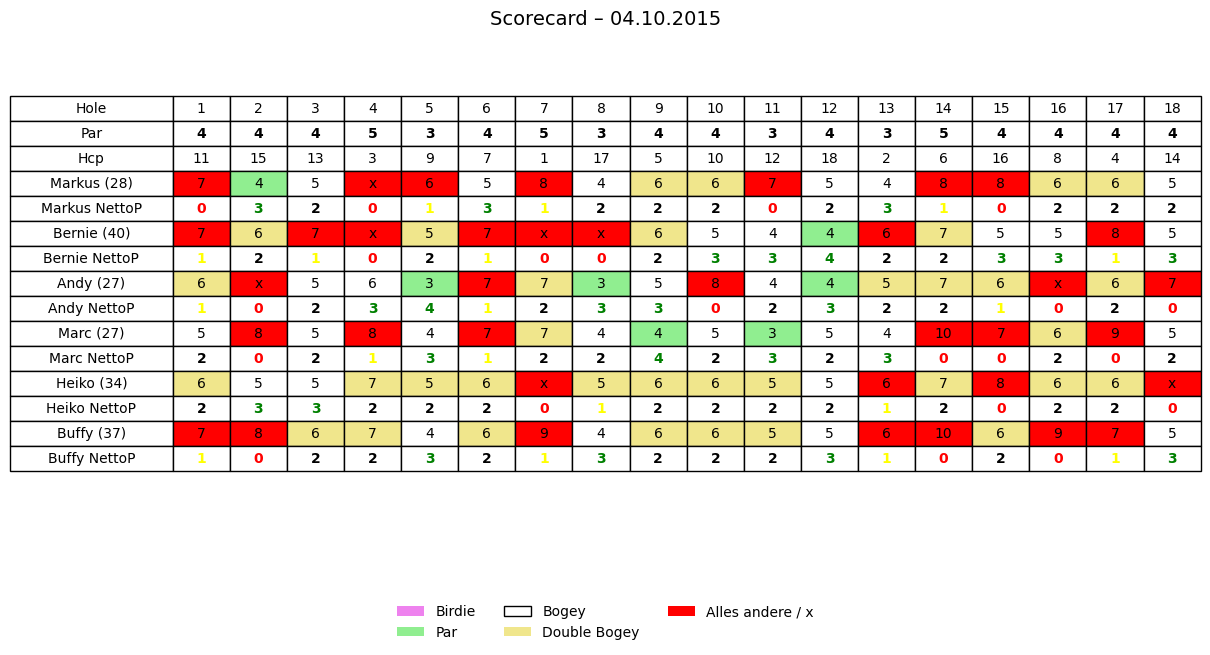 Scorecard – 04.10.2015
Hole 1 2 3 4 5 6 7 8 9 10 11 12 13 14 15 16 17 18
Par 4 4 4 5 3 4 5 3 4 4 3 4 3 5 4 4 4 4
Hcp 11 15 13 3 9 7 1 17 5 10 12 18 2 6 16 8 4 14
Markus (28) 7 4 5 x 6 5 8 4 6 6 7 5 4 8 8 6 6 5
Markus NettoP 0 3 2 0 1 3 1 2 2 2 0 2 3 1 0 2 2 2
Bernie (40) 7 6 7 x 5 7 x x 6 5 4 4 6 7 5 5 8 5
Bernie NettoP 1 2 1 0 2 1 0 0 2 3 3 4 2 2 3 3 1 3
Andy (27) 6 x 5 6 3 7 7 3 5 8 4 4 5 7 6 x 6 7
Andy NettoP 1 0 2 3 4 1 2 3 3 0 2 3 2 2 1 0 2 0
Marc (27) 5 8 5 8 4 7 7 4 4 5 3 5 4 10 7 6 9 5
Marc NettoP 2 0 2 1 3 1 2 2 4 2 3 2 3 0 0 2 0 2
Heiko (34) 6 5 5 7 5 6 x 5 6 6 5 5 6 7 8 6 6 x
Heiko NettoP 2 3 3 2 2 2 0 1 2 2 2 2 1 2 0 2 2 0
Buffy (37) 7 8 6 7 4 6 9 4 6 6 5 5 6 10 6 9 7 5
Buffy NettoP 1 0 2 2 3 2 1 3 2 2 2 3 1 0 2 0 1 3
Birdie Bogey Alles andere / x
Par Double Bogey